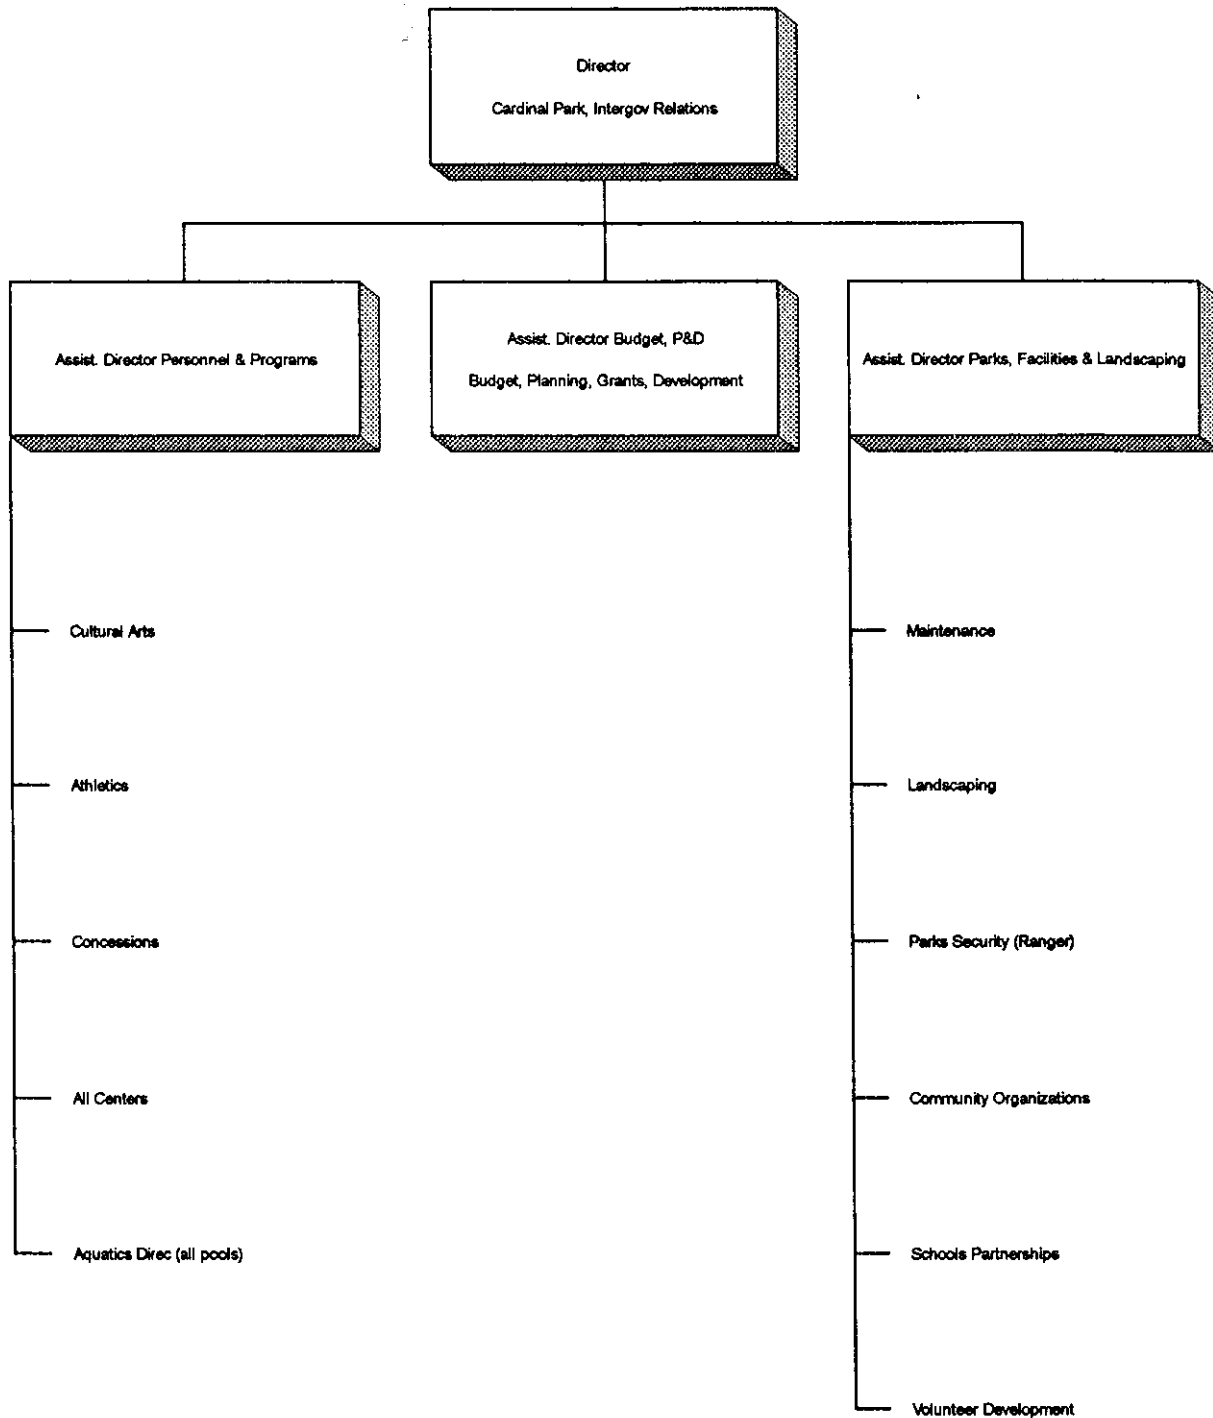 Director
Cardinal Park, Intergov Relations
Assist. Director Personnel & Programs
Assist. Director Budget, P&D
Budget, Planning, Grants, Development
Assist. Director Parks, Facilities & Landscaping
Cultural Arts
Athletics
Concessions
All Centers
Aquatics Direc (all pools)
Maintenance
Landscaping
Parks Security (Ranger)
Community Organizations
Schools Partnerships
Volunteer Development